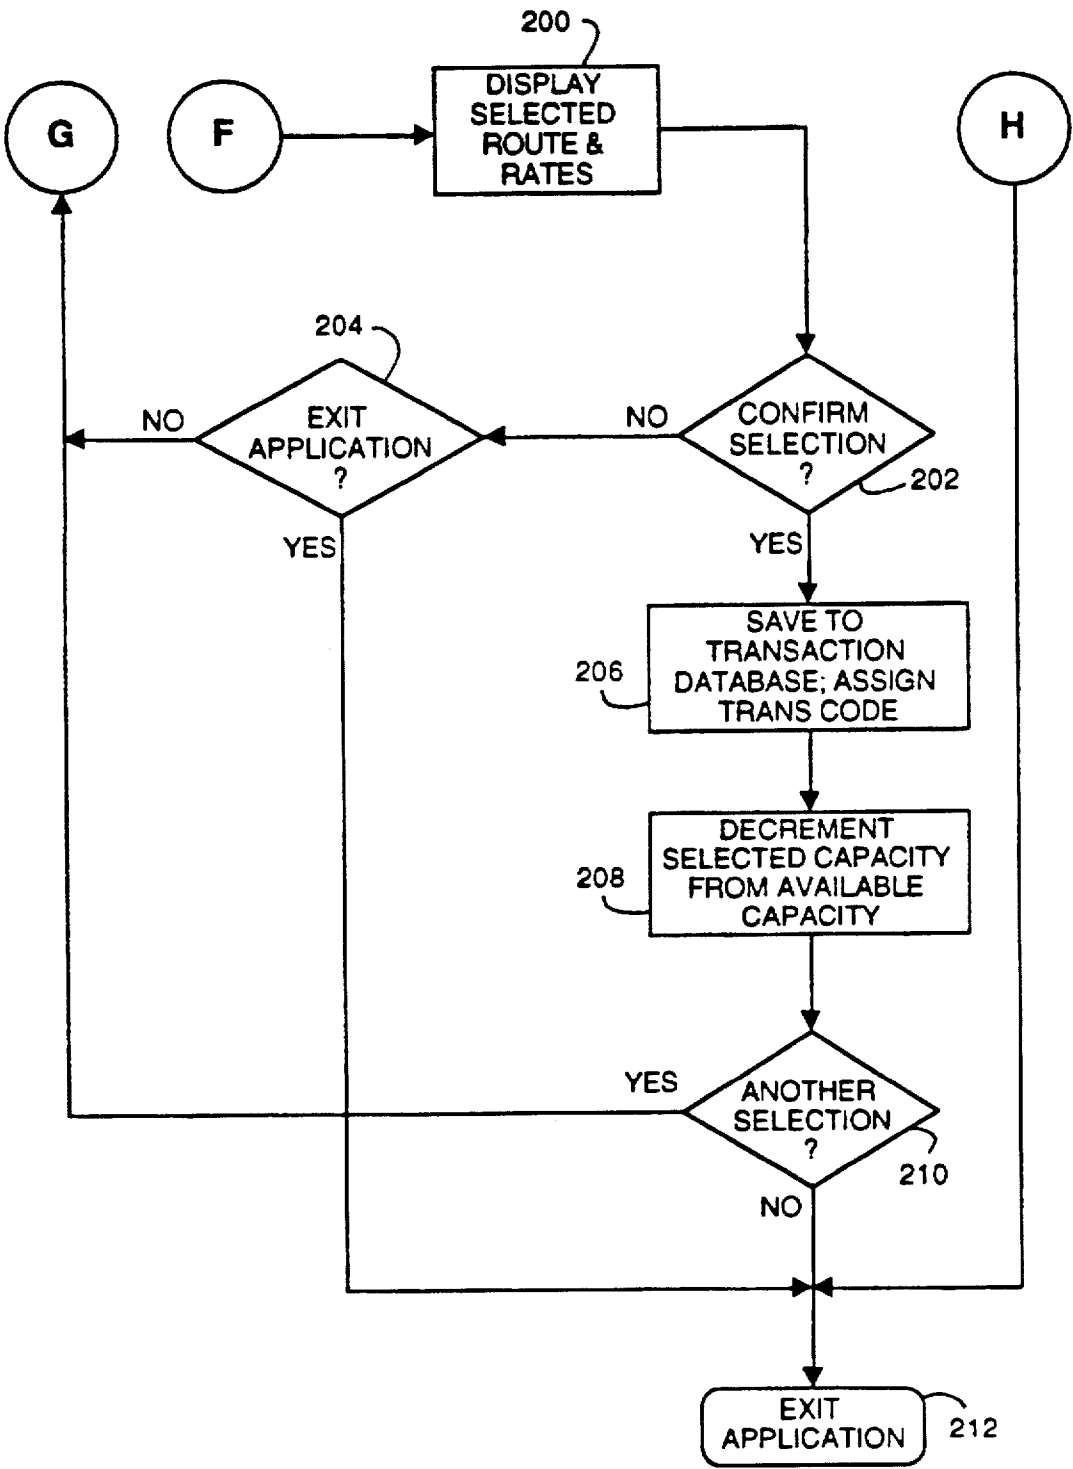 200
G
F
DISPLAY
SELECTED
ROUTE &
RATES
H
204
EXIT
APPLICATION
?
NO
NO
CONFIRM
SELECTION
?
202
YES
YES
206
SAVE TO
TRANSACTION
DATABASE; ASSIGN
TRANS CODE
208
DECREMENT
SELECTED CAPACITY
FROM AVAILABLE
CAPACITY
YES
ANOTHER
SELECTION
?
210
NO
EXIT
APPLICATION
212